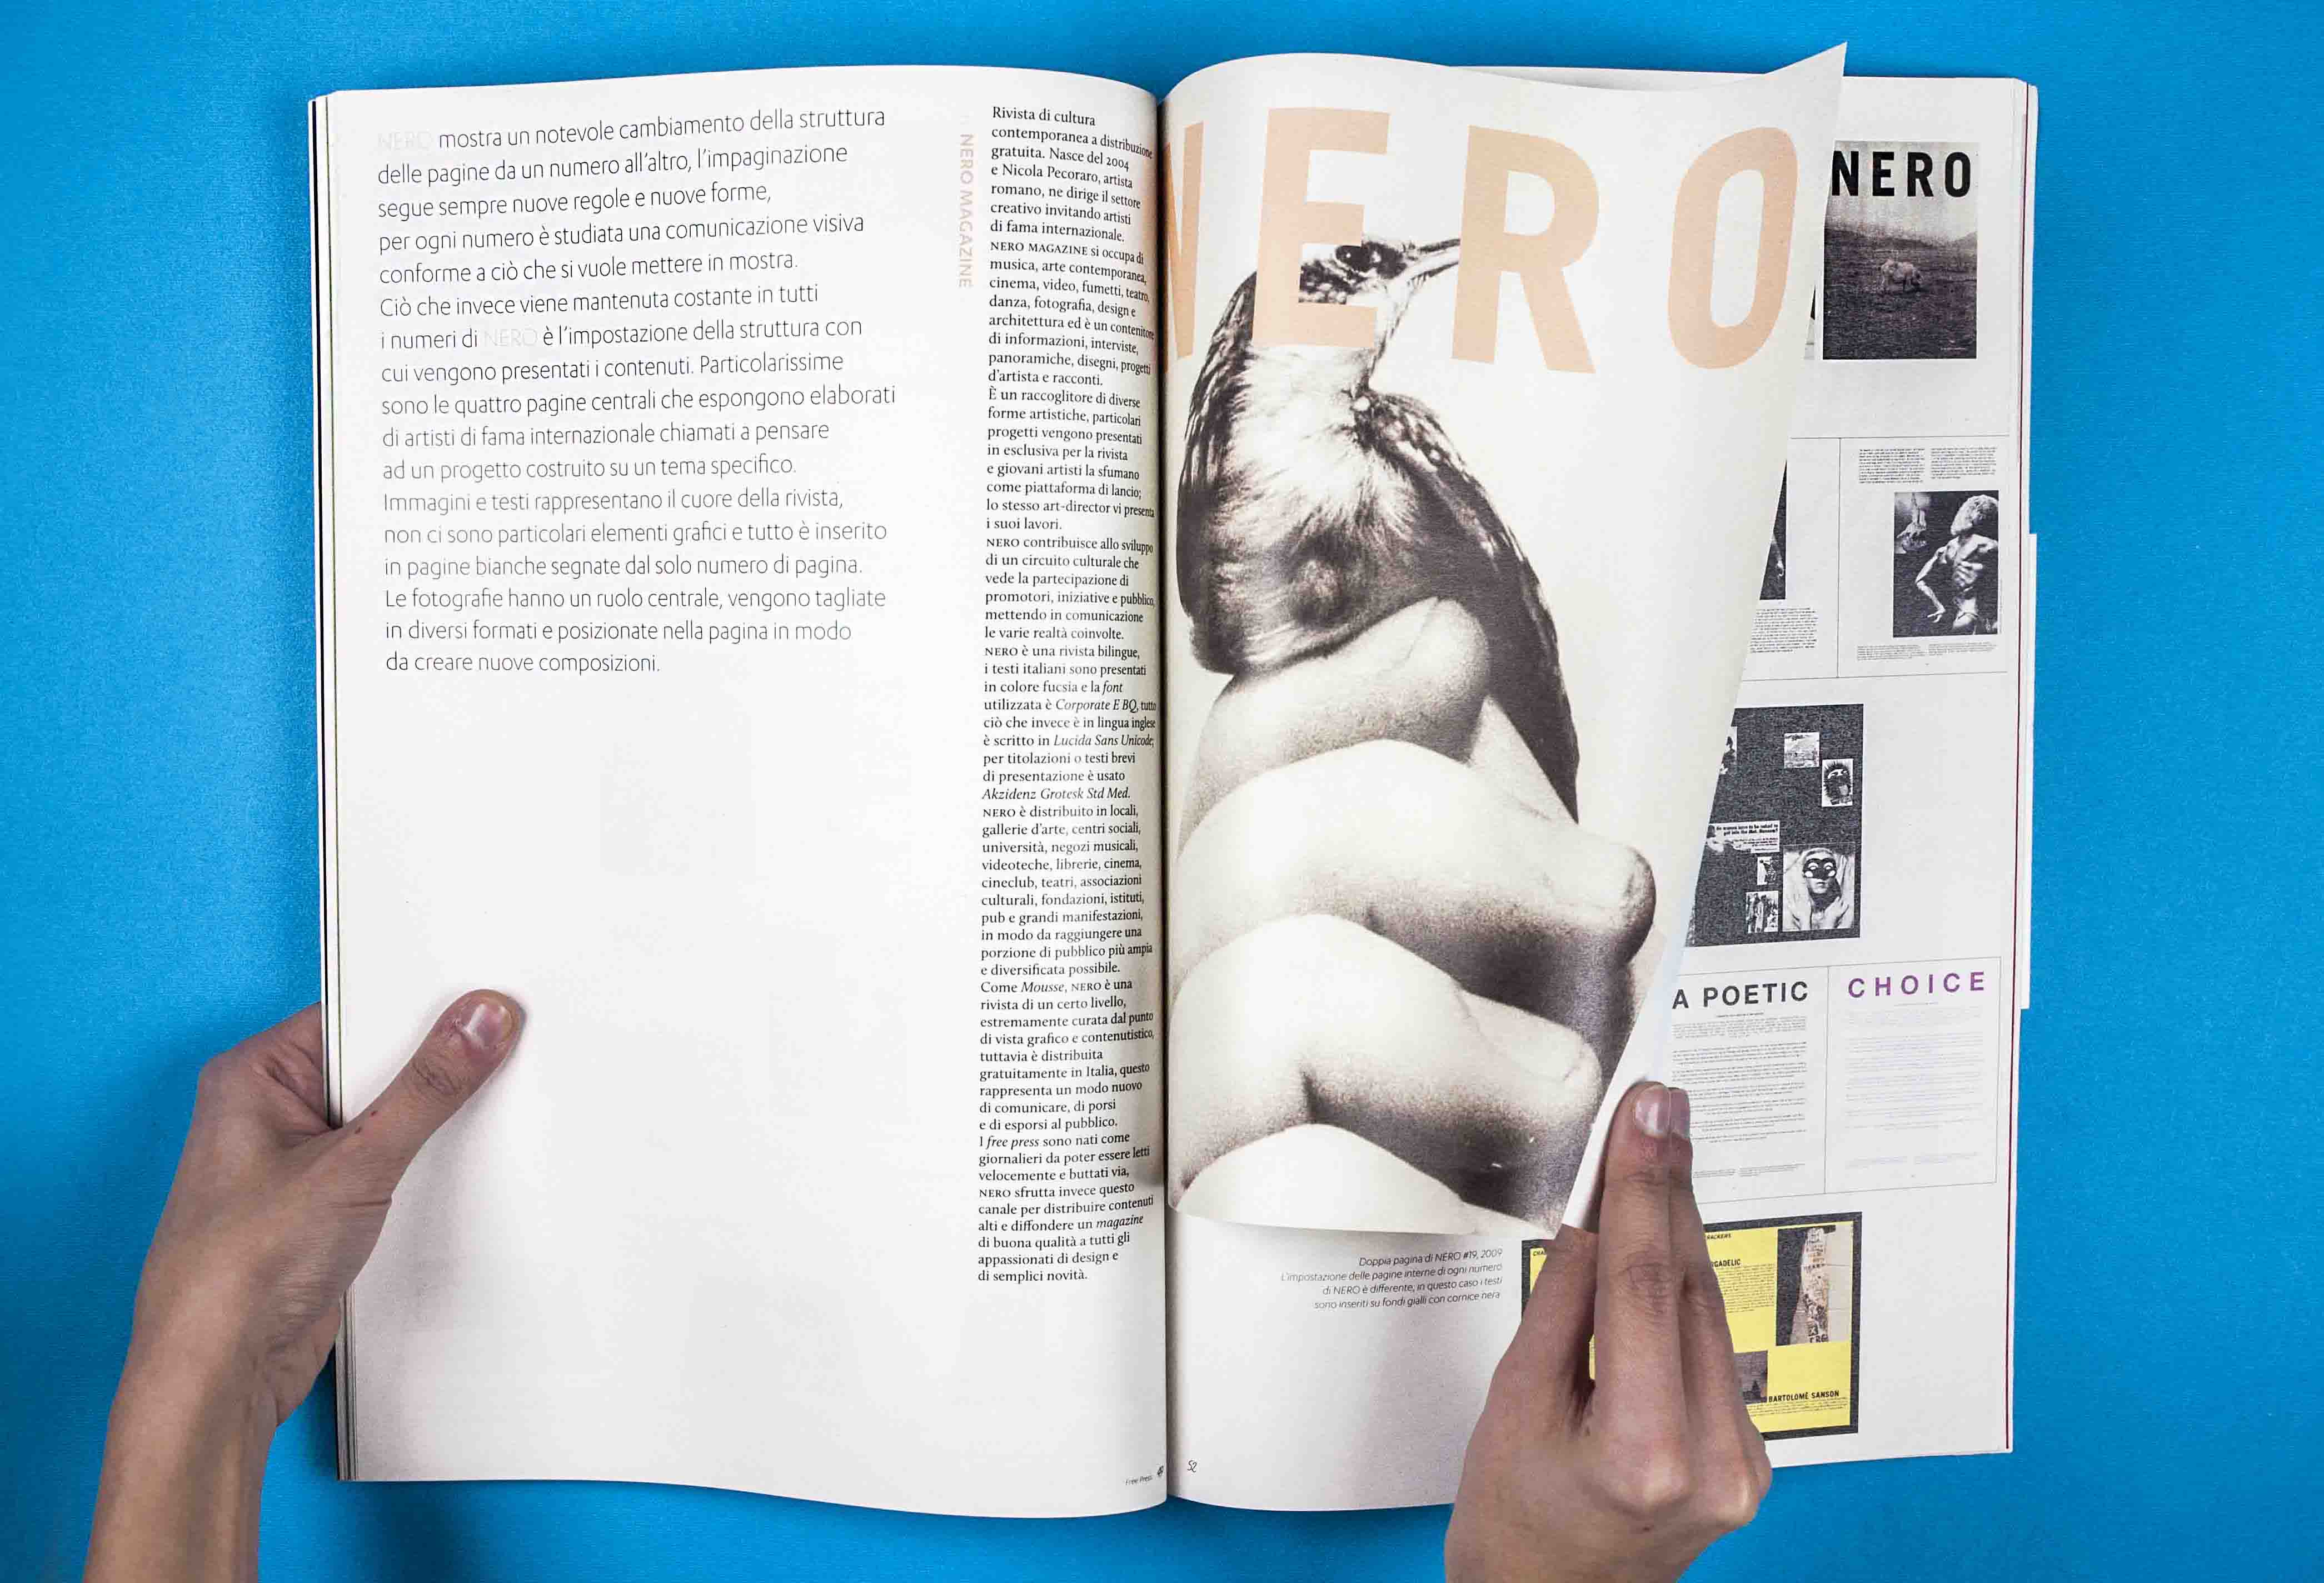 NERO mostra un notevole cambiamento della struttura
delle pagine da un numero all'altro, l'impaginazione
segue sempre nuove regole e nuove forme,
per ogni numero è studiata una comunicazione visiva
conforme a ciò che si vuole mettere in mostra.
Ciò che invece viene mantenuta costante in tutti
i numeri di NERO è l'impostazione della struttura con
cui vengono presentati i contenuti. Particolarissime
sono le quattro pagine centrali che espongono elaborati
di artisti di fama internazionale chiamati a pensare
ad un progetto costruito su un tema specifico.
Immagini e testi rappresentano il cuore della rivista,
non ci sono particolari elementi grafici e tutto è inserito
in pagine bianche segnate dal solo numero di pagina.
Le fotografie hanno un ruolo centrale, vengono tagliate
in diversi formati e posizionate nella pagina in modo
da creare nuove composizioni.
NERO MAGAZINE
Rivista di cultura
contemporanea a distribuzione
gratuita. Nasce del 2004
e Nicola Pecoraro, artista
romano, ne dirige il settore
creativo invitando artisti
di fama internazionale.
NERO MAGAZINE si occupa di
musica, arte contemporanea,
cinema, video, fumetti, teatro,
danza, fotografia, design e
architettura ed è un contenitore
di informazioni, interviste,
panoramiche, disegni, progetti
d'artista e racconti.
È un raccoglitore di diverse
forme artistiche, particolari
progetti vengono presentati
in esclusiva per la rivista
e giovani artisti la sfumano
come piattaforma di lancio;
lo stesso art-director vi presenta
i suoi lavori.
NERO contribuisce allo sviluppo
di un circuito culturale che
vede la partecipazione di
promotori, iniziative e pubblico,
mettendo in comunicazione
le varie realtà coinvolte.
NERO è una rivista bilingue,
i testi italiani sono presentati
in colore fucsia e la font
utilizzata è Corporate E BQ, tutto
ciò che invece è in lingua inglese
è scritto in Lucida Sans Unicode;
per titolazioni o testi brevi
di presentazione è usato
Akzidenz Grotesk Std Med.
NERO è distribuito in locali,
gallerie d'arte, centri sociali,
università, negozi musicali,
videoteche, librerie, cinema,
cineclub, teatri, associazioni
culturali, fondazioni, istituti,
pub e grandi manifestazioni,
in modo da raggiungere una
porzione di pubblico più ampia
e diversificata possibile.
Come Mousse, NERO è una
rivista di un certo livello,
estremamente curata dal punto
di vista grafico e contenutistico,
tuttavia è distribuita
gratuitamente in Italia, questo
rappresenta un modo nuovo
di comunicare, di porsi
e di esporsi al pubblico.
I free press sono nati come
giornalieri da poter essere letti
velocemente e buttati via,
NERO sfrutta invece questo
canale per distribuire contenuti
alti e diffondere un magazine
di buona qualità a tutti gli
appassionati di design e
di semplici novità.
Free Press
NERO
Doppia pagina di NERO #19, 2009
L'impostazione delle pagine interne di ogni numero
di NERO è differente, in questo caso i testi
sono inseriti su fondi gialli con cornice nera
52
NERO
A POETIC
CHOICE
BARTOLOMÉ SANSON